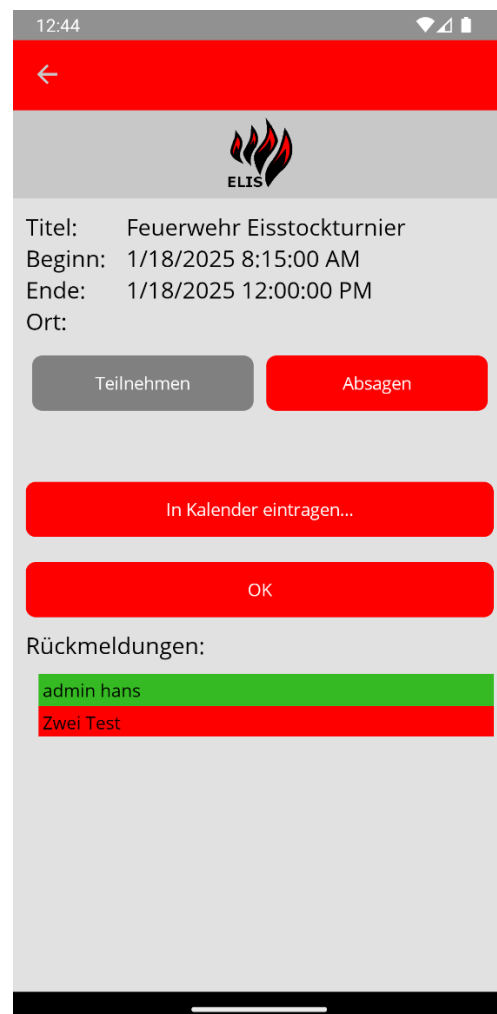 12:44
ELIS
Titel: Feuerwehr Eisstockturnier
Beginn: 1/18/2025 8:15:00 AM
Ende: 1/18/2025 12:00:00 PM
Ort:
Teilnehmen Absagen
In Kalender eintragen...
OK
Rückmeldungen:
admin hans
Zwei Test